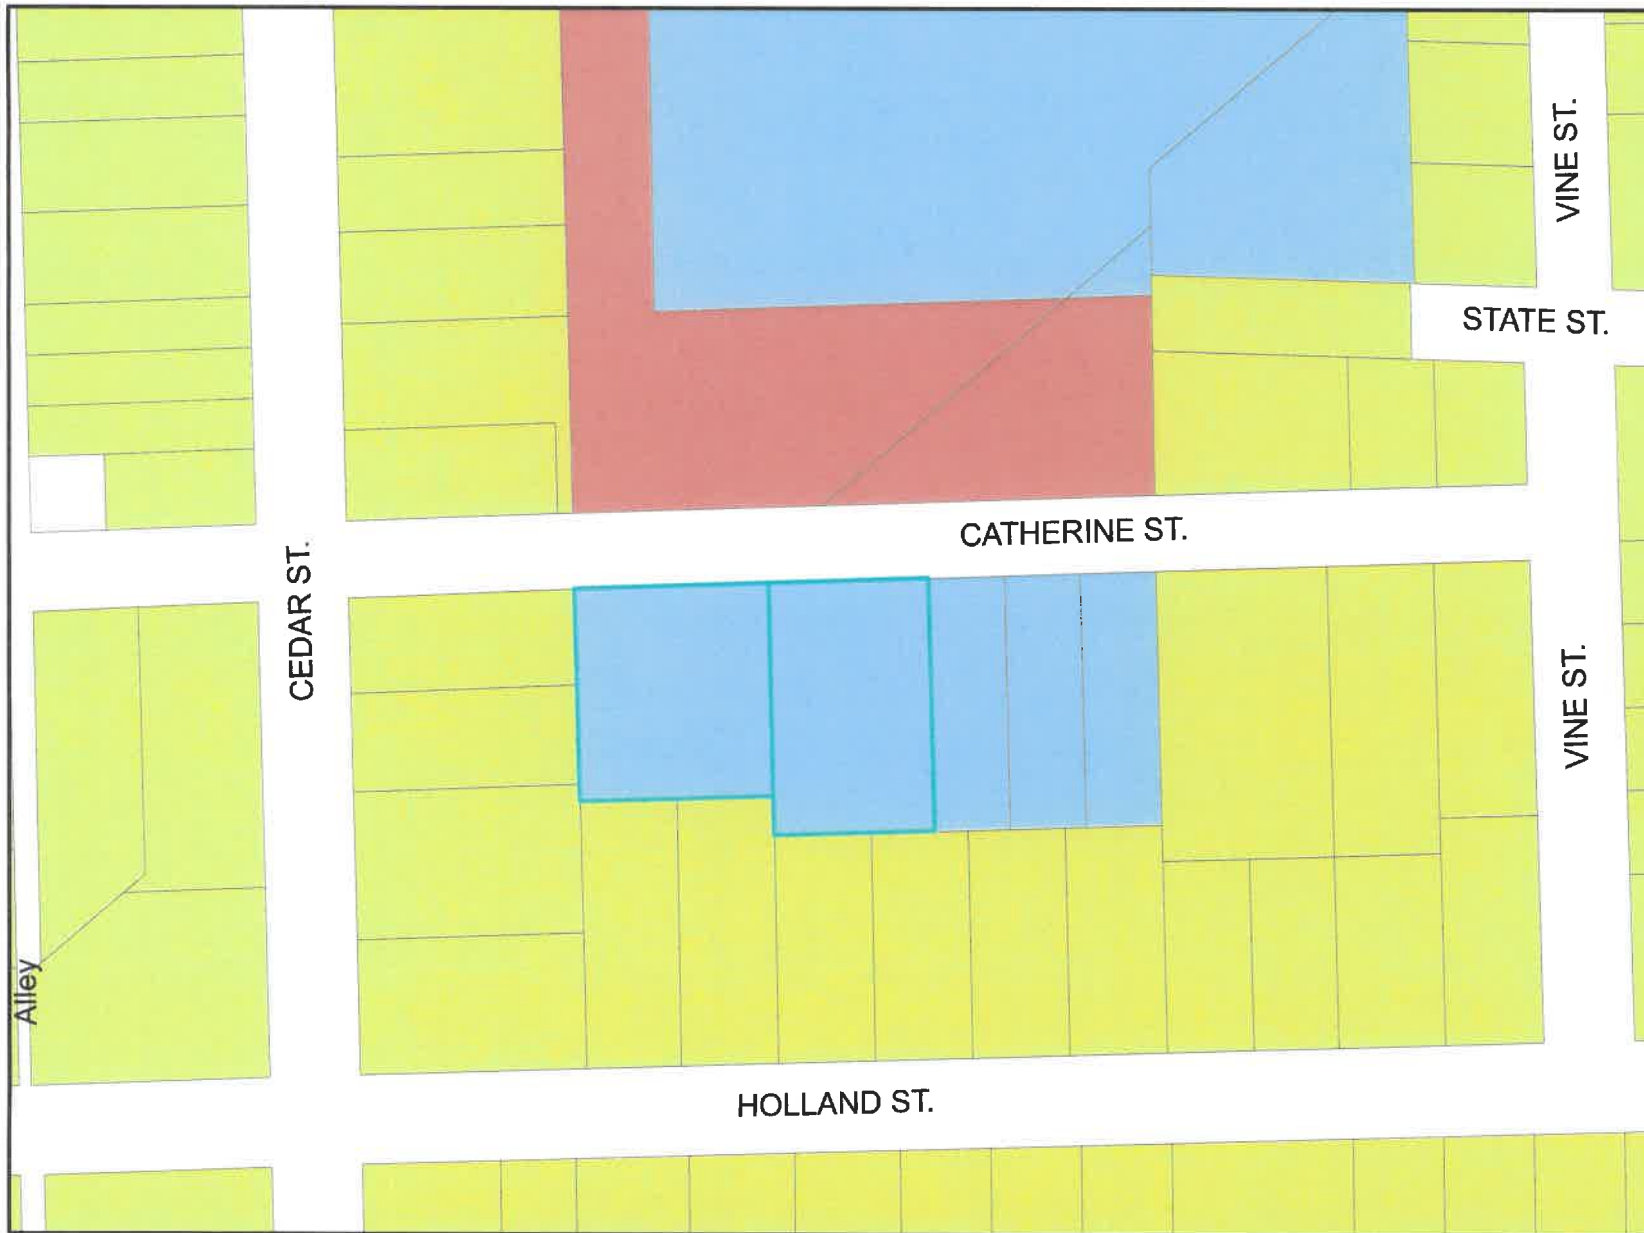 VINE ST.
STATE ST.
CATHERINE ST.
CEDAR ST.
VINE ST.
Alley
HOLLAND ST.